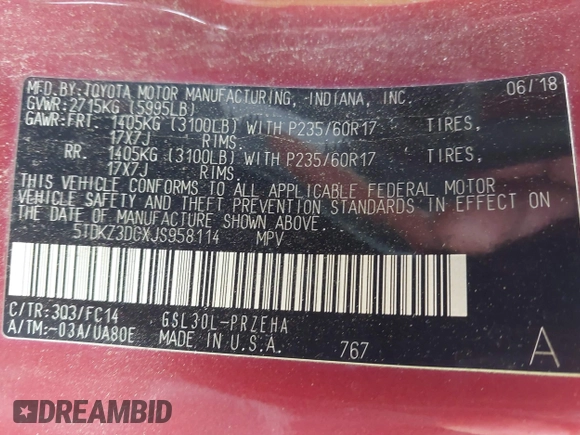 MFD.BY:TOYOTA MOTOR MANUFACTURING, INDIANA, INC. 06/18
GVWR:2715KG (5995LB)
GAWR:FRT. 1405KG (3100LB) WITH P235/60R17 TIRES,
17X7J RIMS.
RR. 1405KG (3100LB) WITH P235/60R17 TIRES,
17X7J RIMS.
THIS VEHICLE CONFORMS TO ALL APPLICABLE FEDERAL MOTOR
VEHICLE SAFETY AND THEFT PREVENTION STANDARDS IN EFFECT ON THE DATE
OF MANUFACTURE SHOWN ABOVE.
5TDKZ3DCXJS958114 MPV
C/TR:303/FC14 GSL30L-PRZEHA
A/TM:-03A/UA80E MADE IN U.S.A. 767 A
DREAMBID